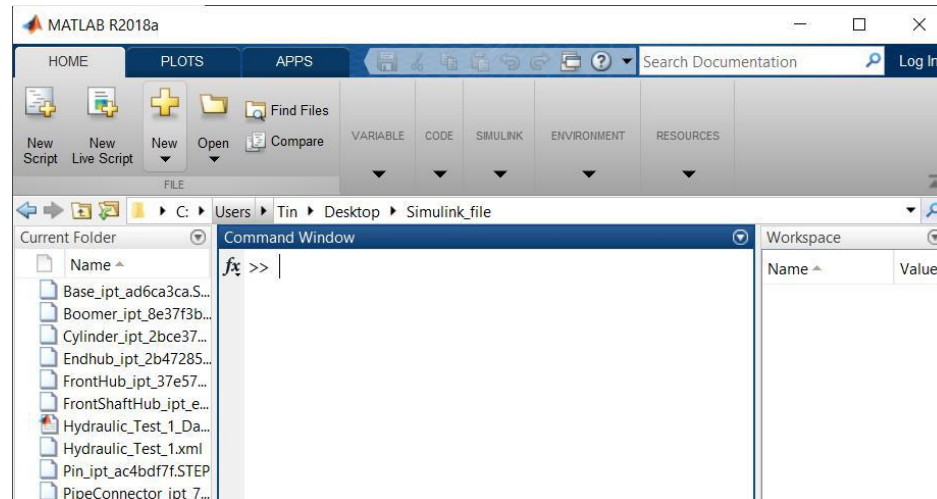 MATLAB R2018a
HOME PLOTS APPS Search Documentation Log In
New Script
New Live Script
New
Open
Find Files
Compare
FILE
VARIABLE CODE SIMULINK ENVIRONMENT RESOURCES
C: Users Tin Desktop Simulink_file
Current Folder
Name
Base_ipt_ad6ca3ca.S...
Boomer_ipt_8e37f3b...
Cylinder_ipt_2bce37...
Endhub_ipt_2b47285...
FrontHub_ipt_37e57...
FrontShaftHub_ipt_e...
Hydraulic_Test_1_Da...
Hydraulic_Test_1.xml
Pin_ipt_ac4bdf7f.STEP
PipeConnector_ipt_7...
Command Window
fx >>
Workspace
Name Value